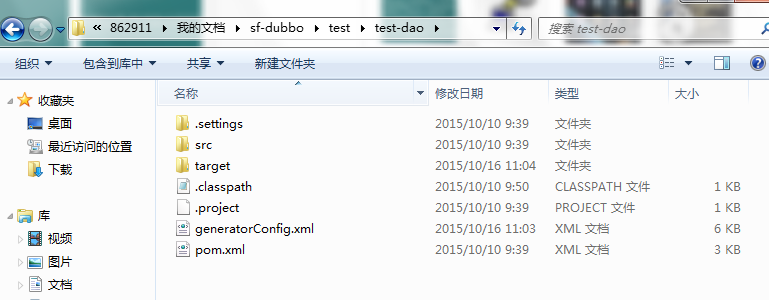 « 862911 ▸ 我的文档 ▸ sf-dubbo ▸ test ▸ test-dao ▸ 搜索 test-dao
组织 包含到库中 共享 新建文件夹
名称 修改日期 类型 大小
收藏夹
桌面
最近访问的位置
下载
库
视频
图片
文档
.settings 2015/10/10 9:39 文件夹
src 2015/10/10 9:39 文件夹
target 2015/10/16 11:04 文件夹
.classpath 2015/10/10 9:50 CLASSPATH 文件 1 KB
.project 2015/10/10 9:39 PROJECT 文件 1 KB
generatorConfig.xml 2015/10/16 11:03 XML 文档 6 KB
pom.xml 2015/10/10 9:39 XML 文档 3 KB